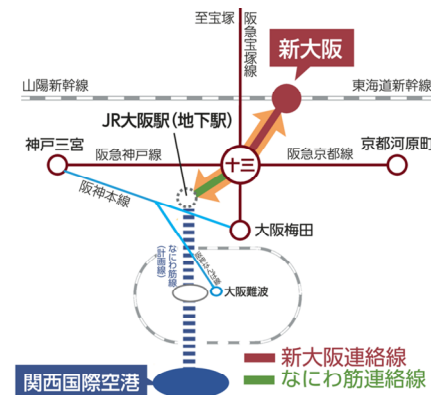 至宝塚
阪急宝塚線
新大阪
山陽新幹線
東海道新幹線
JR大阪駅(地下駅)
神戸三宮
阪急神戸線
十三
阪急京都線
京都河原町
阪神本線
大阪梅田
なにわ筋線
(計画線)
大阪難波
新大阪連絡線
なにわ筋連絡線
関西国際空港